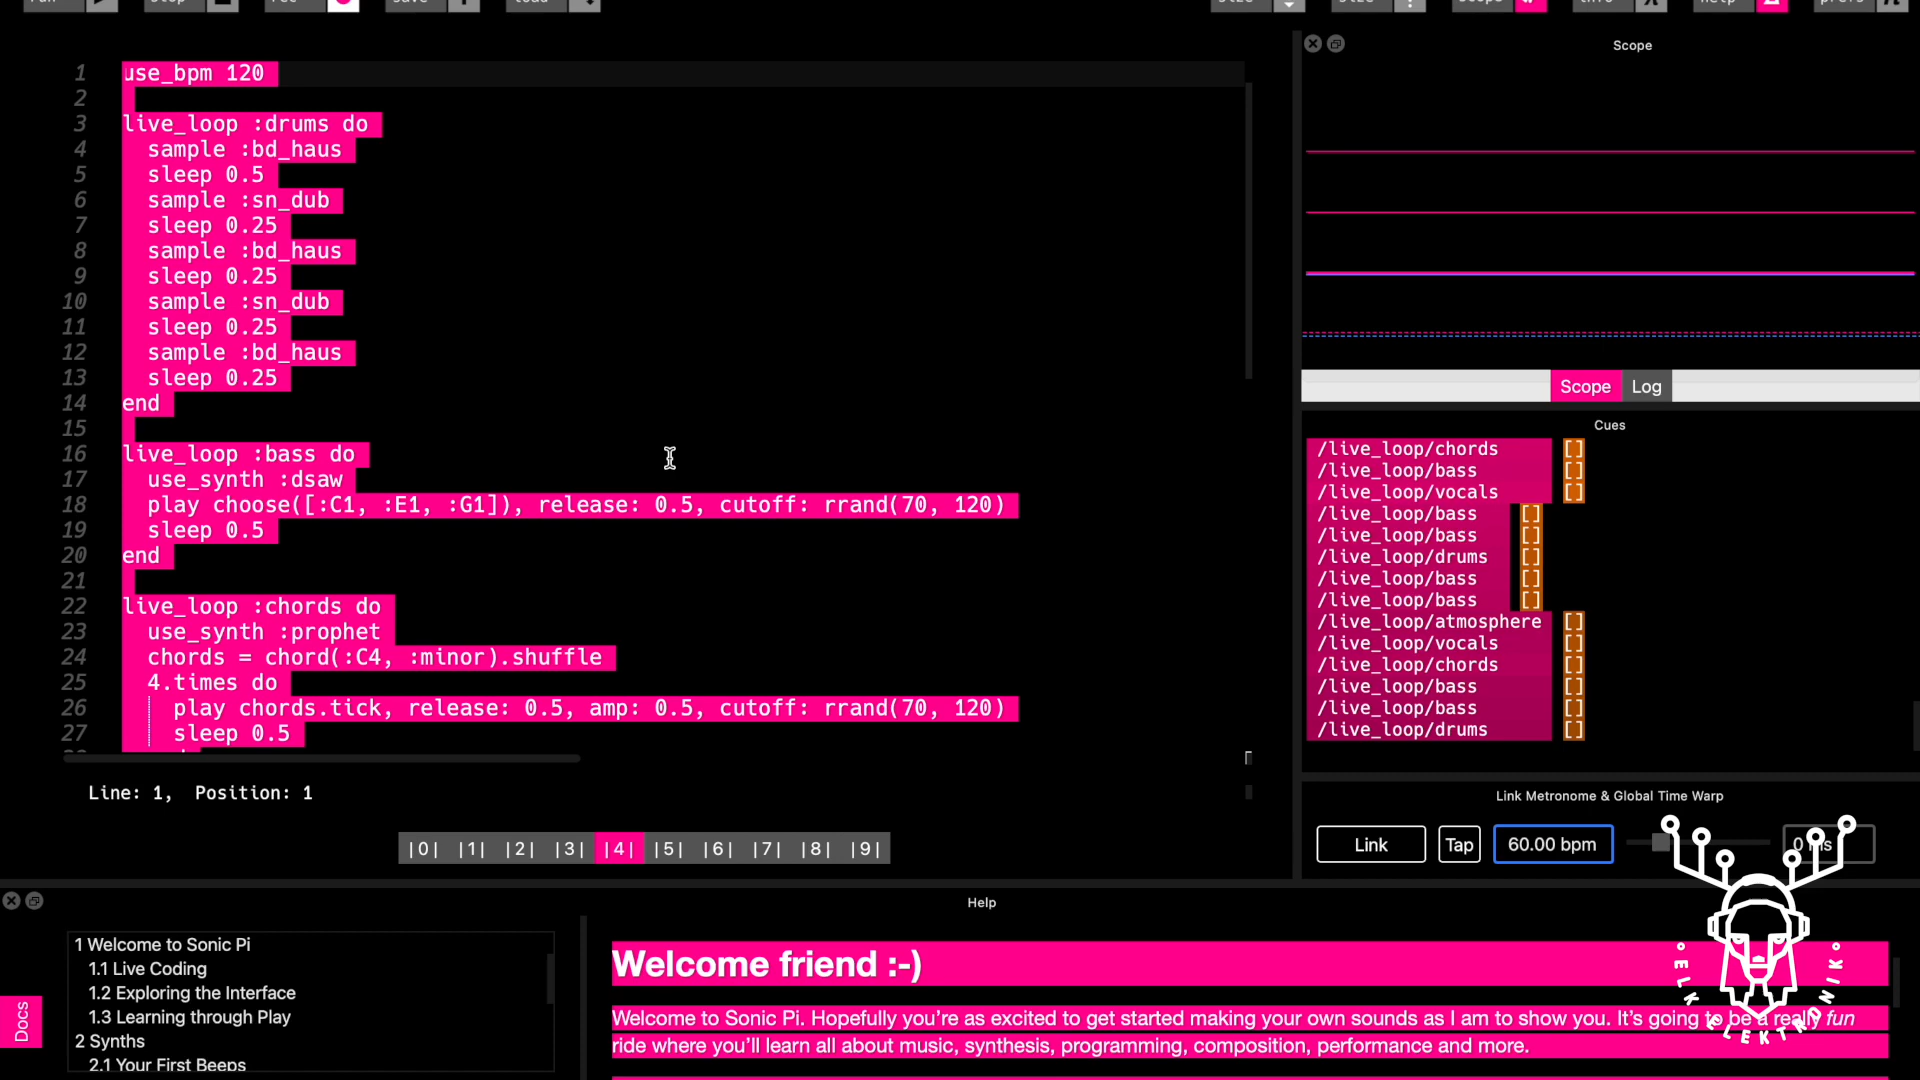 Scope
1 use_bpm 120
2
3 live_loop :drums do
4 sample :bd_haus
5 sleep 0.5
6 sample :sn_dub
7 sleep 0.25
8 sample :bd_haus
9 sleep 0.25
10 sample :sn_dub
11 sleep 0.25
12 sample :bd_haus
13 sleep 0.25
14 end
15
16 live_loop :bass do
17 use_synth :dsaw
18 play choose([:C1, :E1, :G1]), release: 0.5, cutoff: rrand(70, 120)
19 sleep 0.5
20 end
21
22 live_loop :chords do
23 use_synth :prophet
24 chords = chord(:C4, :minor).shuffle
25 4.times do
26 play chords.tick, release: 0.5, amp: 0.5, cutoff: rrand(70, 120)
27 sleep 0.5
Line: 1, Position: 1
|0| |1| |2| |3| |4| |5| |6| |7| |8| |9|
Scope Log
Cues
/live_loop/chords []
/live_loop/bass []
/live_loop/vocals []
/live_loop/bass []
/live_loop/bass []
/live_loop/drums []
/live_loop/bass []
/live_loop/bass []
/live_loop/atmosphere []
/live_loop/vocals []
/live_loop/chords []
/live_loop/bass []
/live_loop/bass []
/live_loop/drums []
Link Metronome & Global Time Warp
Link Tap 60.00 bpm 0 ms
Help
Docs
1 Welcome to Sonic Pi
1.1 Live Coding
1.2 Exploring the Interface
1.3 Learning through Play
2 Synths
2.1 Your First Beeps
Welcome friend :-)
Welcome to Sonic Pi. Hopefully you're as excited to get started making your own sounds as I am to show you. It's going to be a really fun
ride where you'll learn all about music, synthesis, programming, composition, performance and more.
ELK ELEKTRONIK